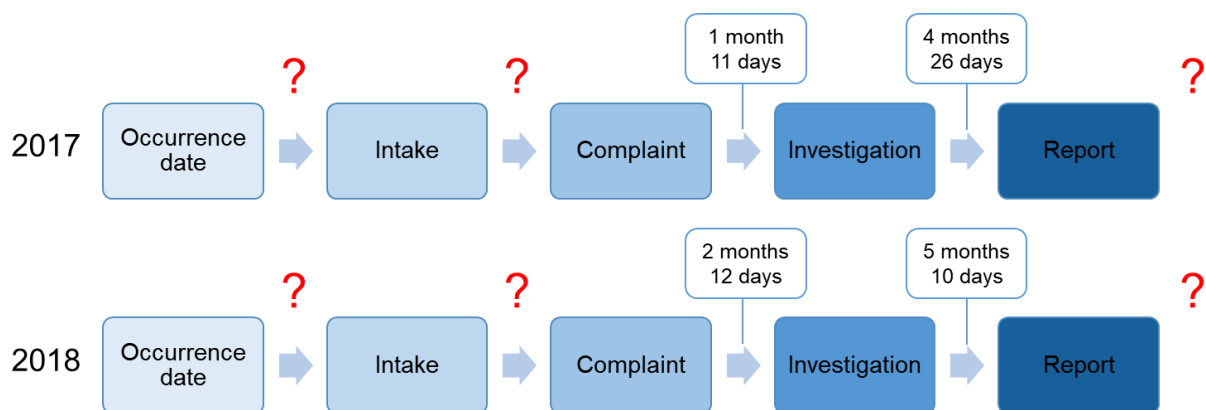 1 month
11 days
4 months
26 days
?
?
?
2017
Occurrence
date
Intake
Complaint
Investigation
Report
2 months
12 days
5 months
10 days
?
?
?
2018
Occurrence
date
Intake
Complaint
Investigation
Report